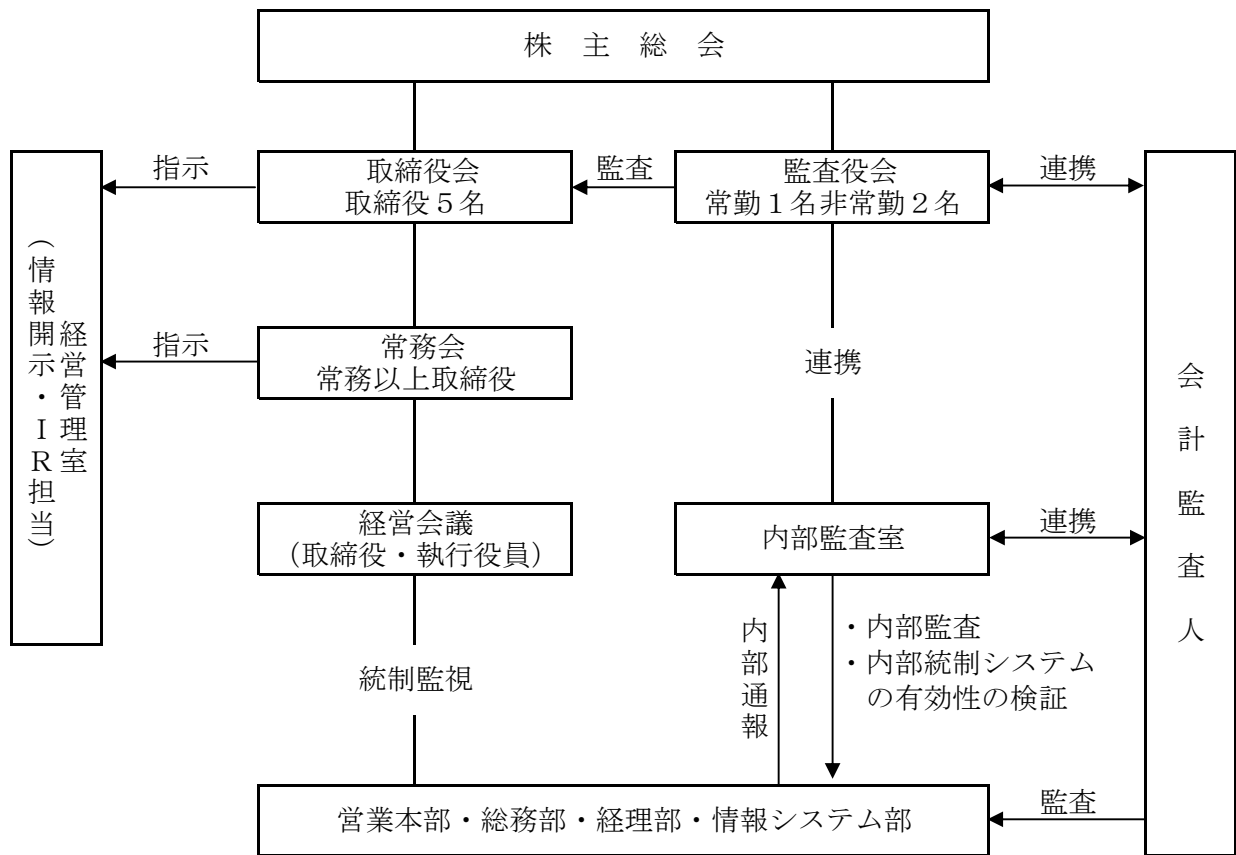 株主総会
指示
取締役会
取締役５名
監査
監査役会
常勤１名非常勤２名
連携
経営管理室
（情報開示・ＩＲ担当）
指示
常務会
常務以上取締役
連携
会計監査人
経営会議
（取締役・執行役員）
内部監査室
連携
統制監視
内部通報
・内部監査
・内部統制システム
の有効性の検証
営業本部・総務部・経理部・情報システム部
監査